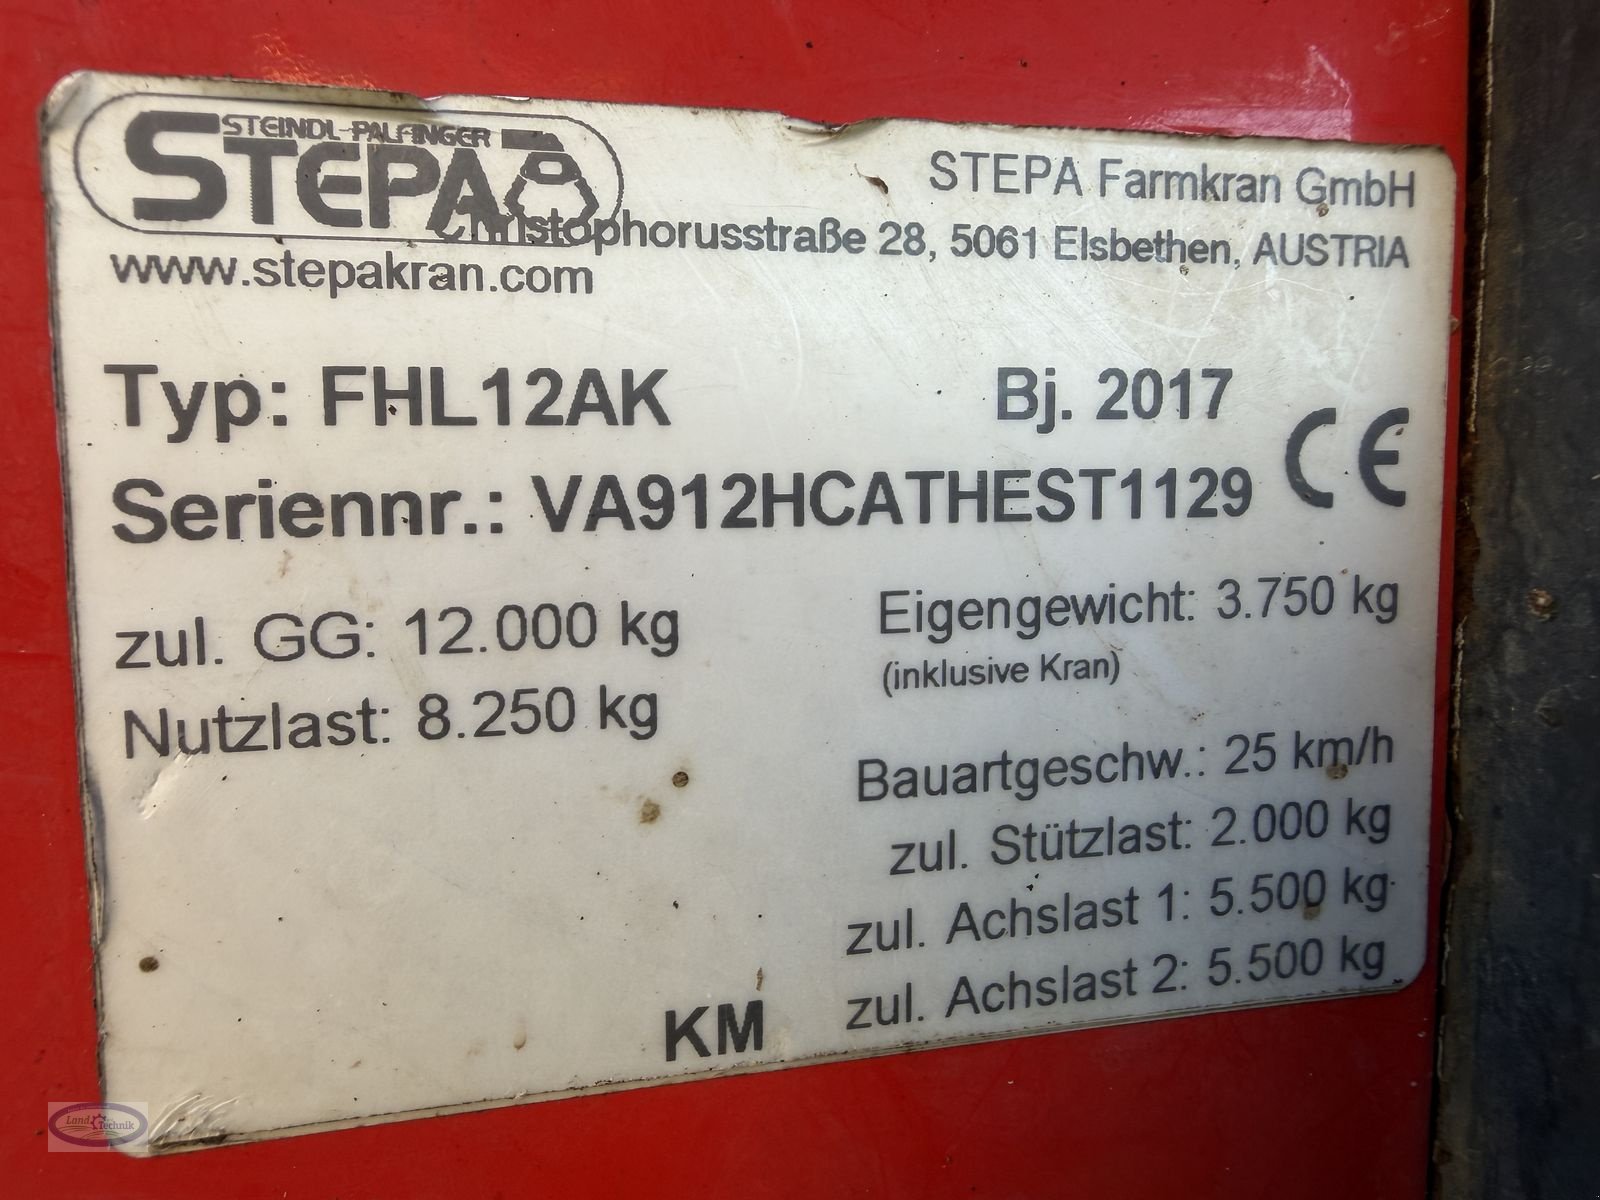 STEINDL-PALFINGER
STEPA
STEPA Farmkran GmbH
Christophorusstraße 28, 5061 Elsbethen, AUSTRIA
www.stepakran.com
Typ: FHL12AK Bj. 2017
CE
Seriennr.: VA912HCATHEST1129
zul. GG: 12.000 kg
Nutzlast: 8.250 kg
Eigengewicht: 3.750 kg
(inklusive Kran)
Bauartgeschw.: 25 km/h
zul. Stützlast: 2.000 kg
zul. Achslast 1: 5.500 kg
zul. Achslast 2: 5.500 kg
KM
Land Technik